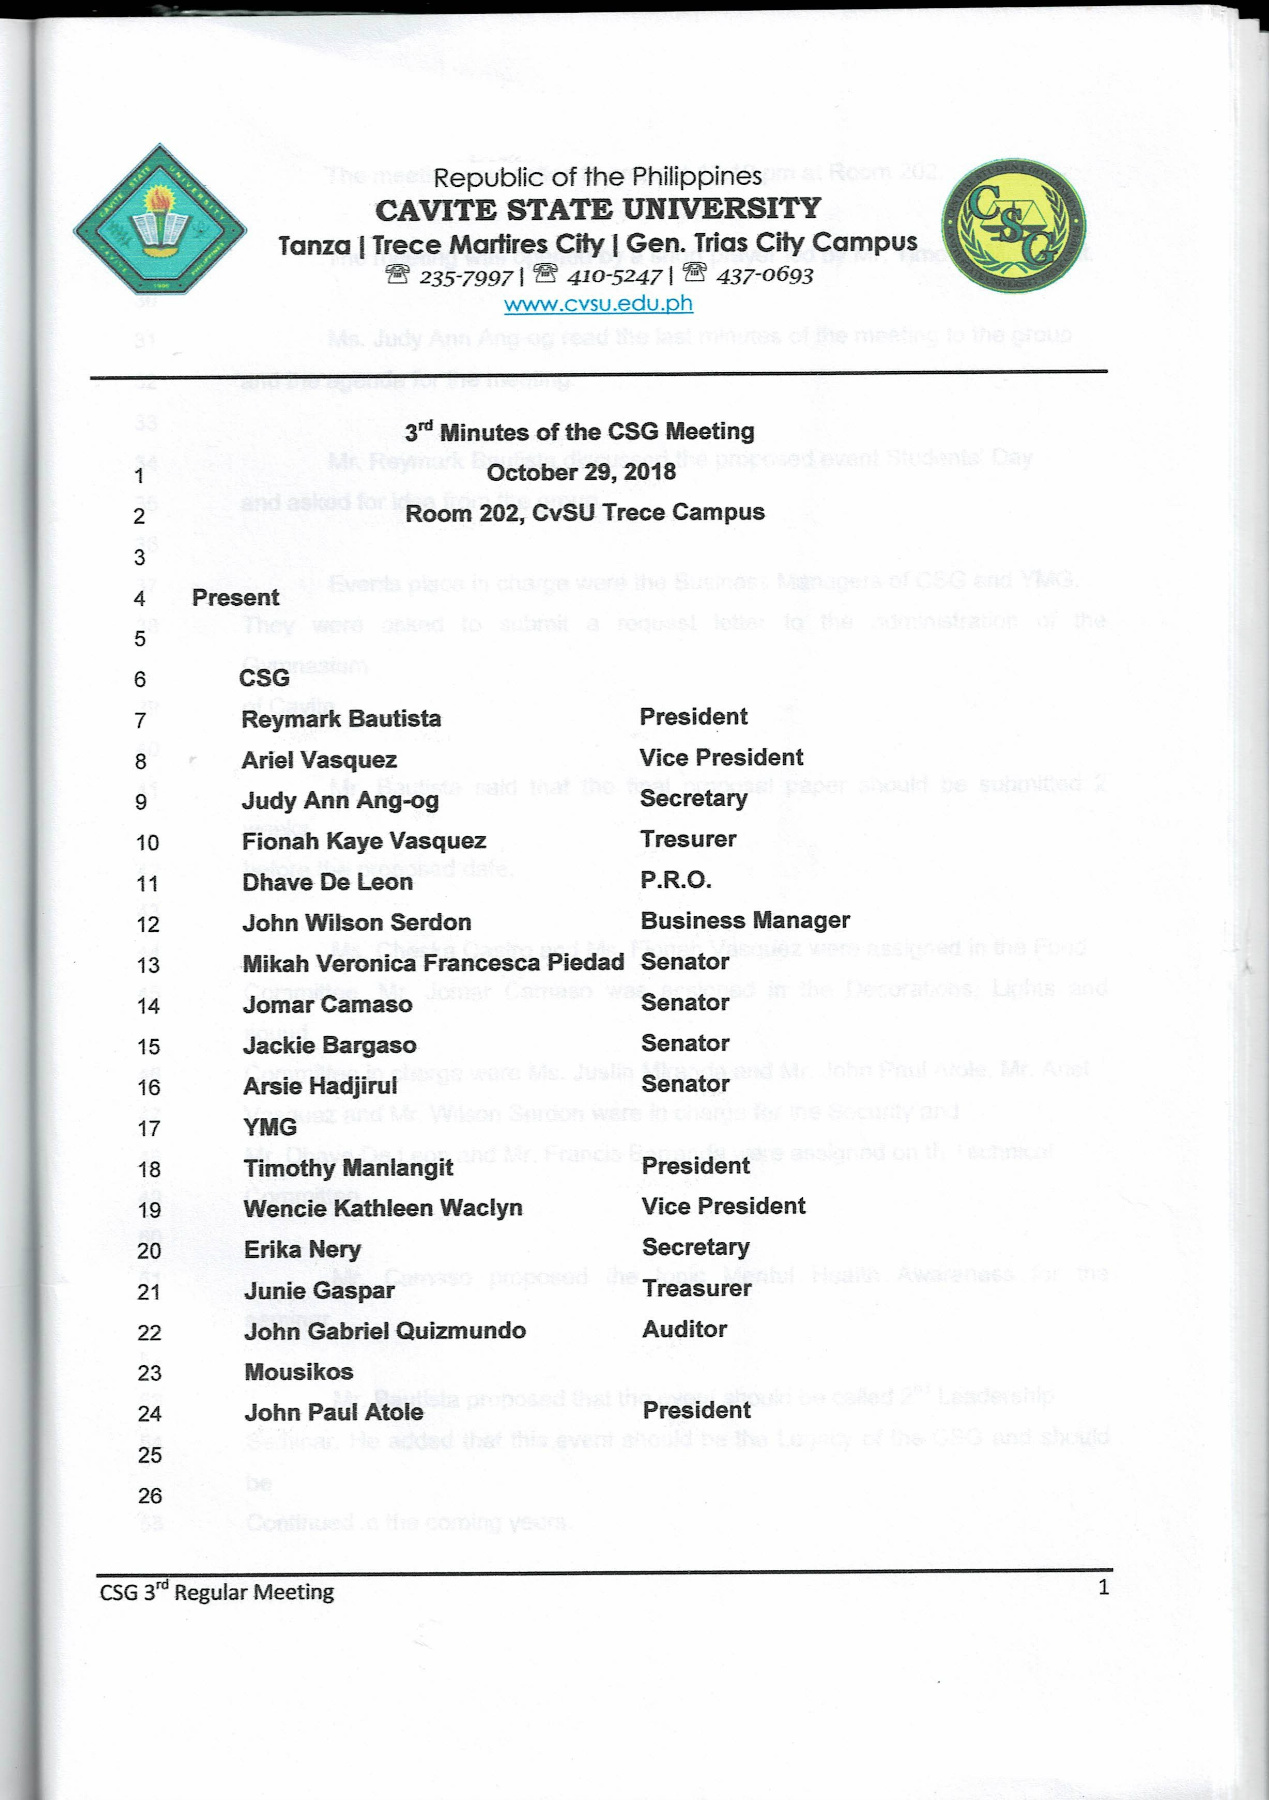 Republic of the Philippines
CAVITE STATE UNIVERSITY
Tanza | Trece Martires City | Gen. Trias City Campus
☏ 235-7997 | ☏ 410-5247 | ☏ 437-0693
www.cvsu.edu.ph
3rd Minutes of the CSG Meeting
1 October 29, 2018
2 Room 202, CvSU Trece Campus
3
4 Present
5
6 CSG
7 Reymark Bautista President
8 Ariel Vasquez Vice President
9 Judy Ann Ang-og Secretary
10 Fionah Kaye Vasquez Tresurer
11 Dhave De Leon P.R.O.
12 John Wilson Serdon Business Manager
13 Mikah Veronica Francesca Piedad Senator
14 Jomar Camaso Senator
15 Jackie Bargaso Senator
16 Arsie Hadjirul Senator
17 YMG
18 Timothy Manlangit President
19 Wencie Kathleen Waclyn Vice President
20 Erika Nery Secretary
21 Junie Gaspar Treasurer
22 John Gabriel Quizmundo Auditor
23 Mousikos
24 John Paul Atole President
25
26
CSG 3rd Regular Meeting 1